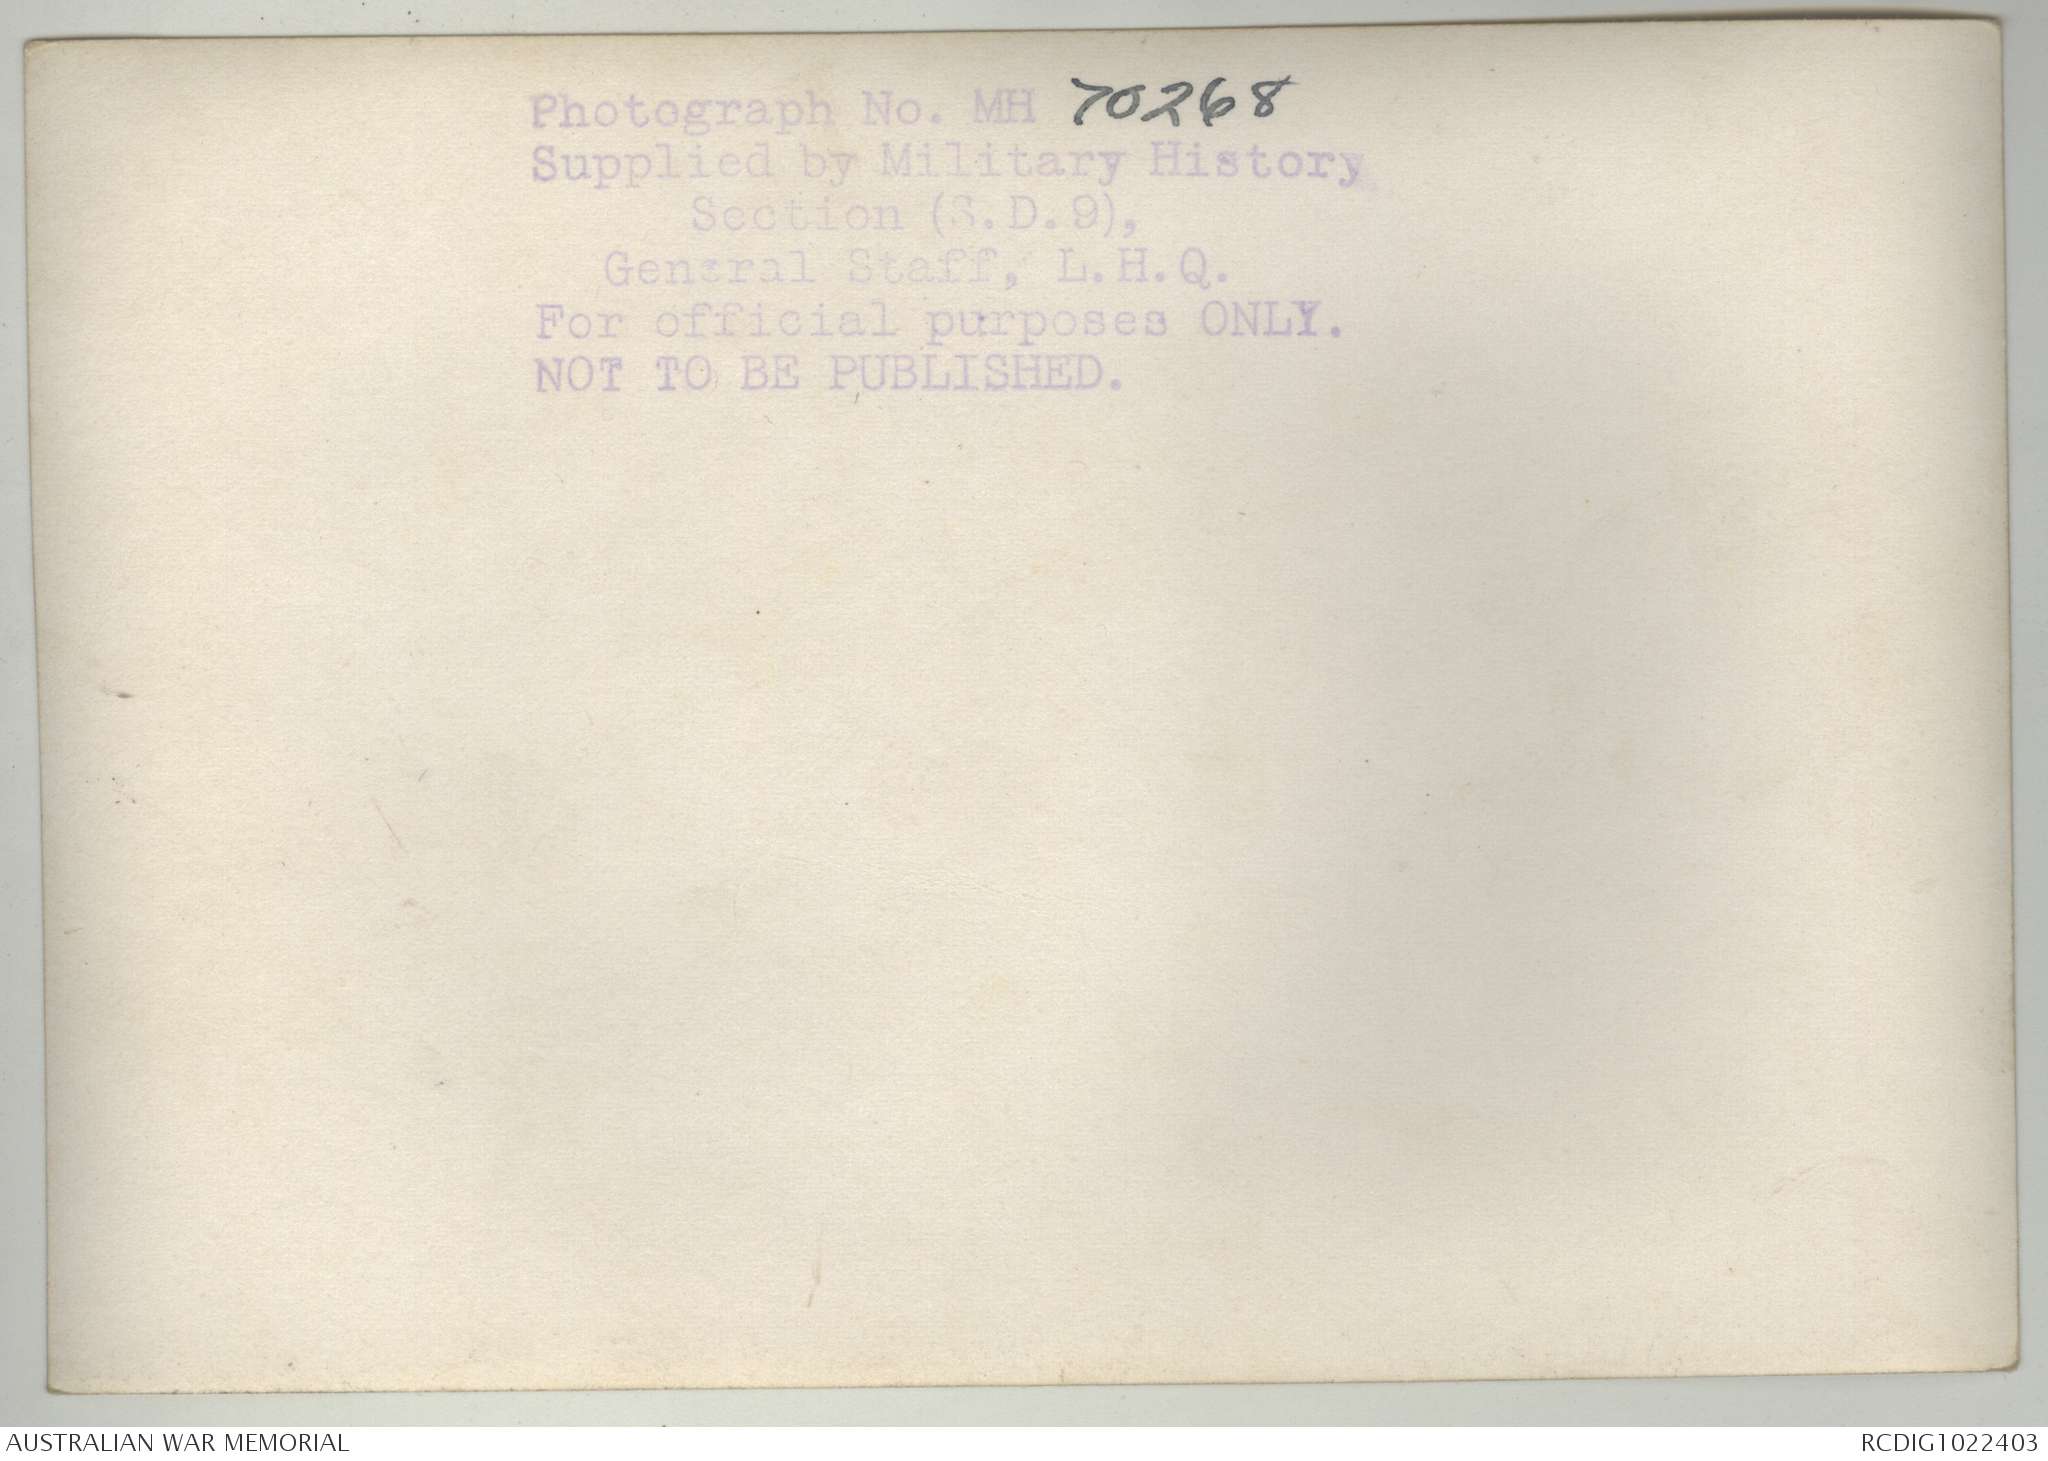 Photograph No. MH 70268
Supplied by Military History
Section (S.D.9),
General Staff, L.H.Q.
For official purposes ONLY.
NOT TO BE PUBLISHED.
AUSTRALIAN WAR MEMORIAL
RCDIG1022403